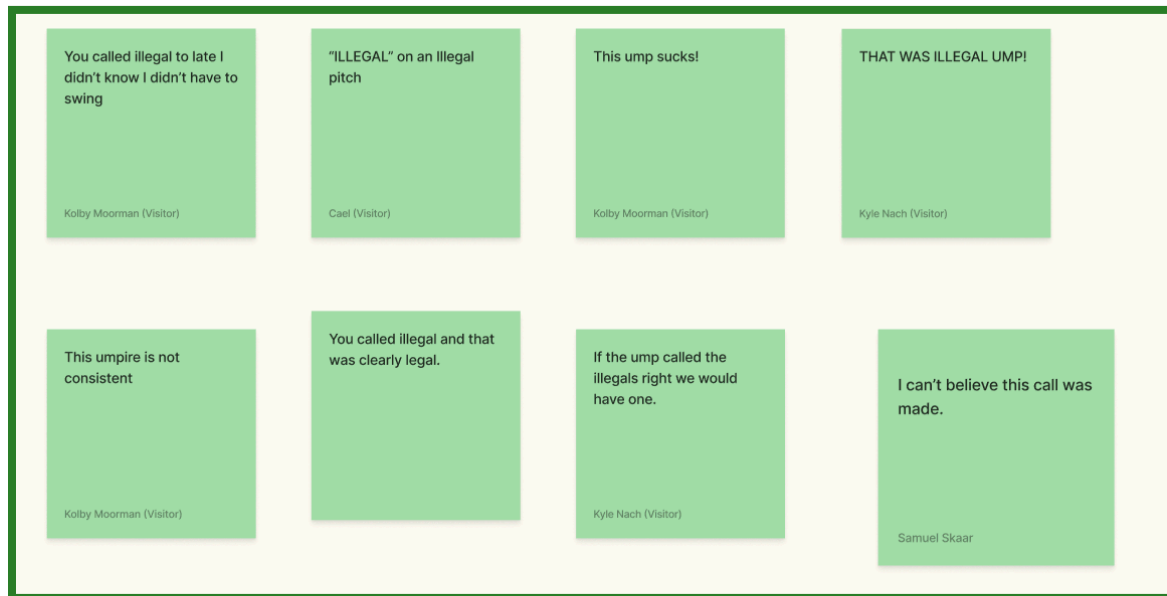 You called illegal to late I
didn’t know I didn’t have to
swing
Kolby Moorman (Visitor)
“ILLEGAL” on an Illegal
pitch
Cael (Visitor)
This ump sucks!
Kolby Moorman (Visitor)
THAT WAS ILLEGAL UMP!
Kyle Nach (Visitor)
This umpire is not
consistent
Kolby Moorman (Visitor)
You called illegal and that
was clearly legal.
If the ump called the
illegals right we would
have one.
Kyle Nach (Visitor)
I can’t believe this call was
made.
Samuel Skaar